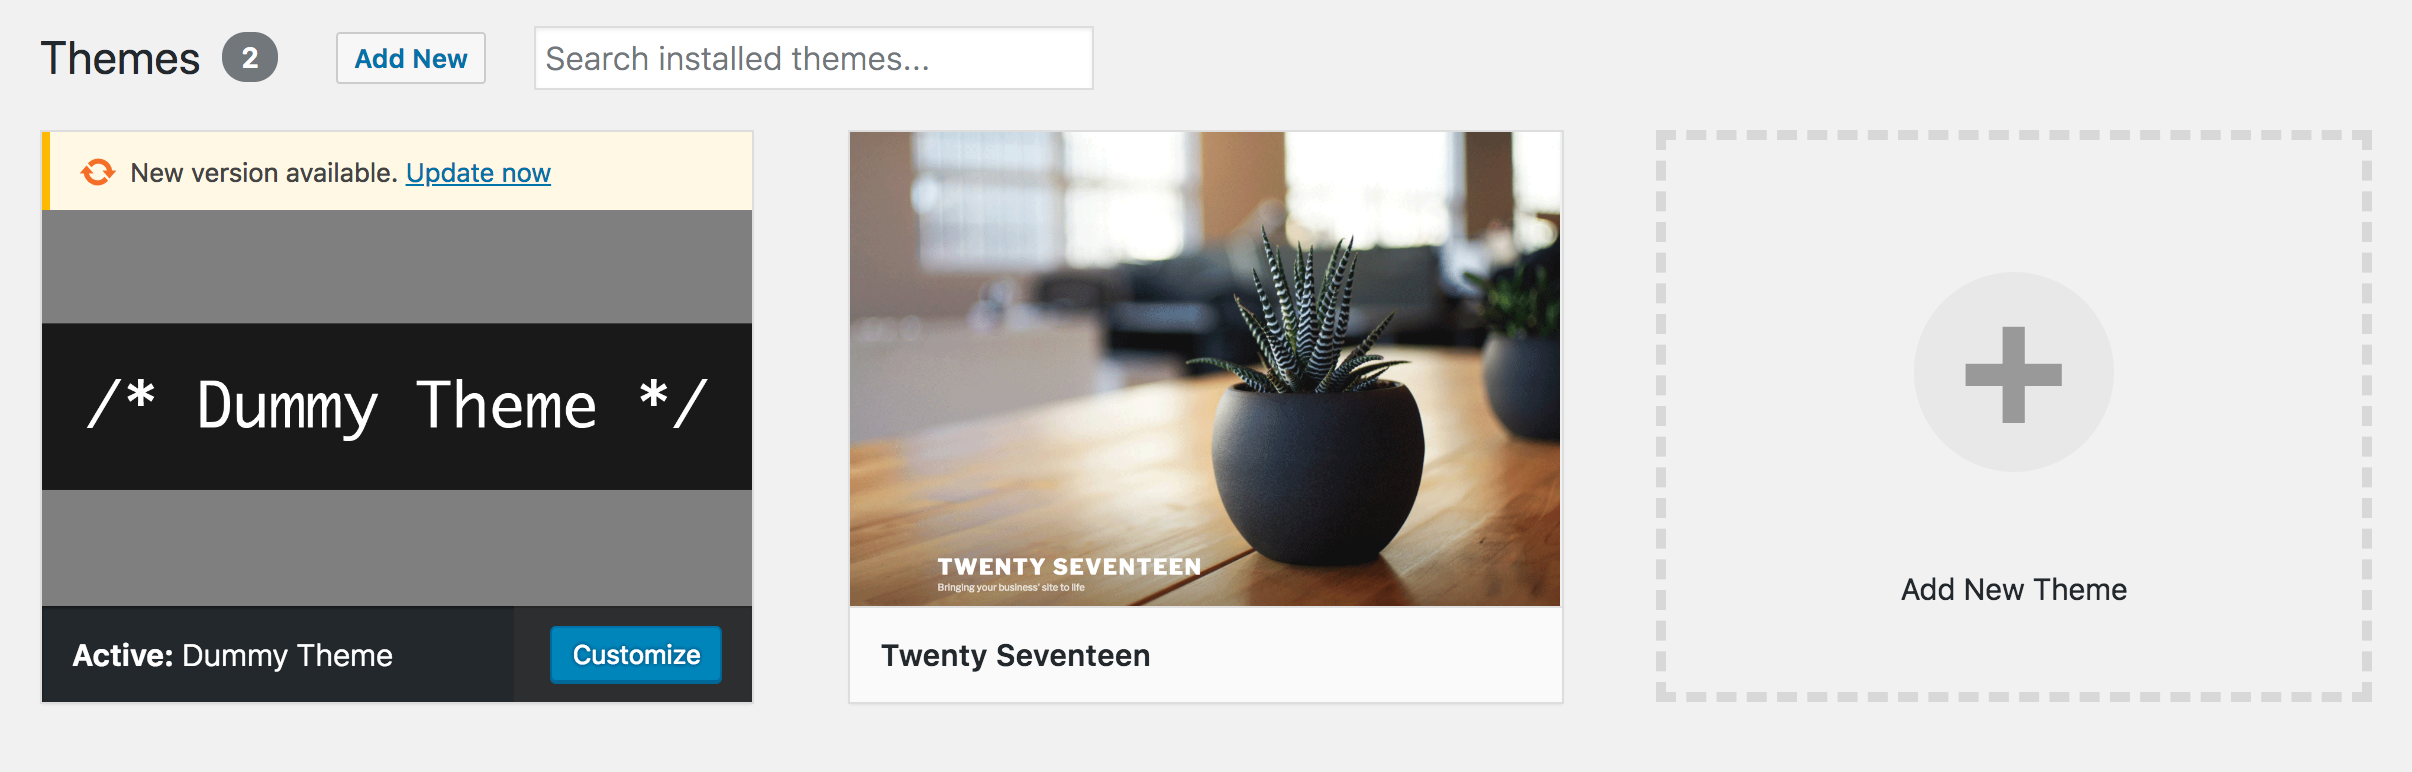 Themes 2 Add New Search installed themes...
New version available. Update now
/* Dummy Theme */
TWENTY SEVENTEEN
Bringing your business' site to life
Add New Theme
Active: Dummy Theme Customize
Twenty Seventeen